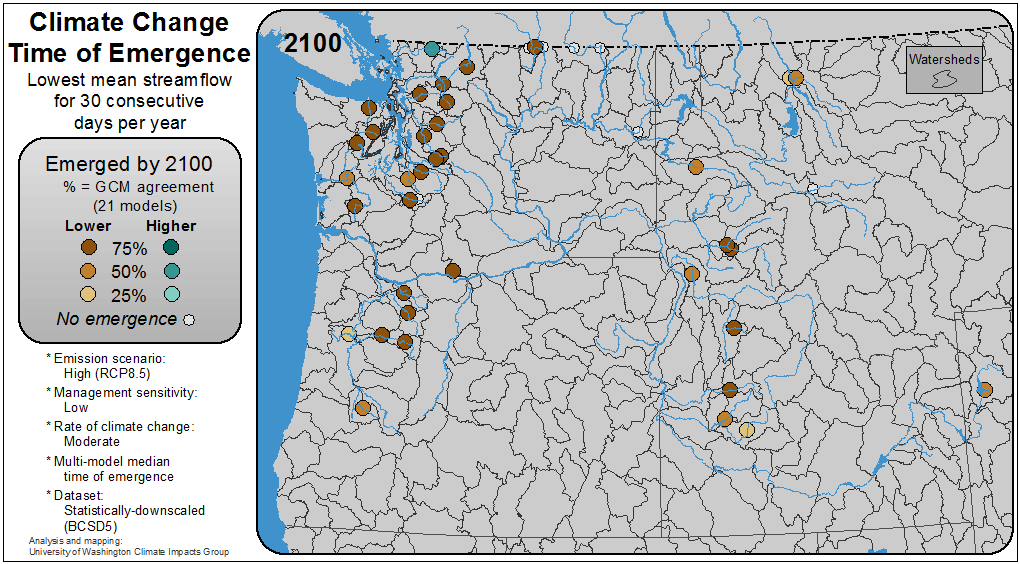 Climate Change
Time of Emergence
Lowest mean streamflow
for 30 consecutive
days per year
Emerged by 2100
% = GCM agreement
(21 models)
Lower Higher
75%
50%
25%
No emergence
* Emission scenario:
High (RCP8.5)
* Management sensitivity:
Low
* Rate of climate change:
Moderate
* Multi-model median
time of emergence
* Dataset:
Statistically-downscaled
(BCSD5)
Analysis and mapping:
University of Washington Climate Impacts Group
2100
Watersheds